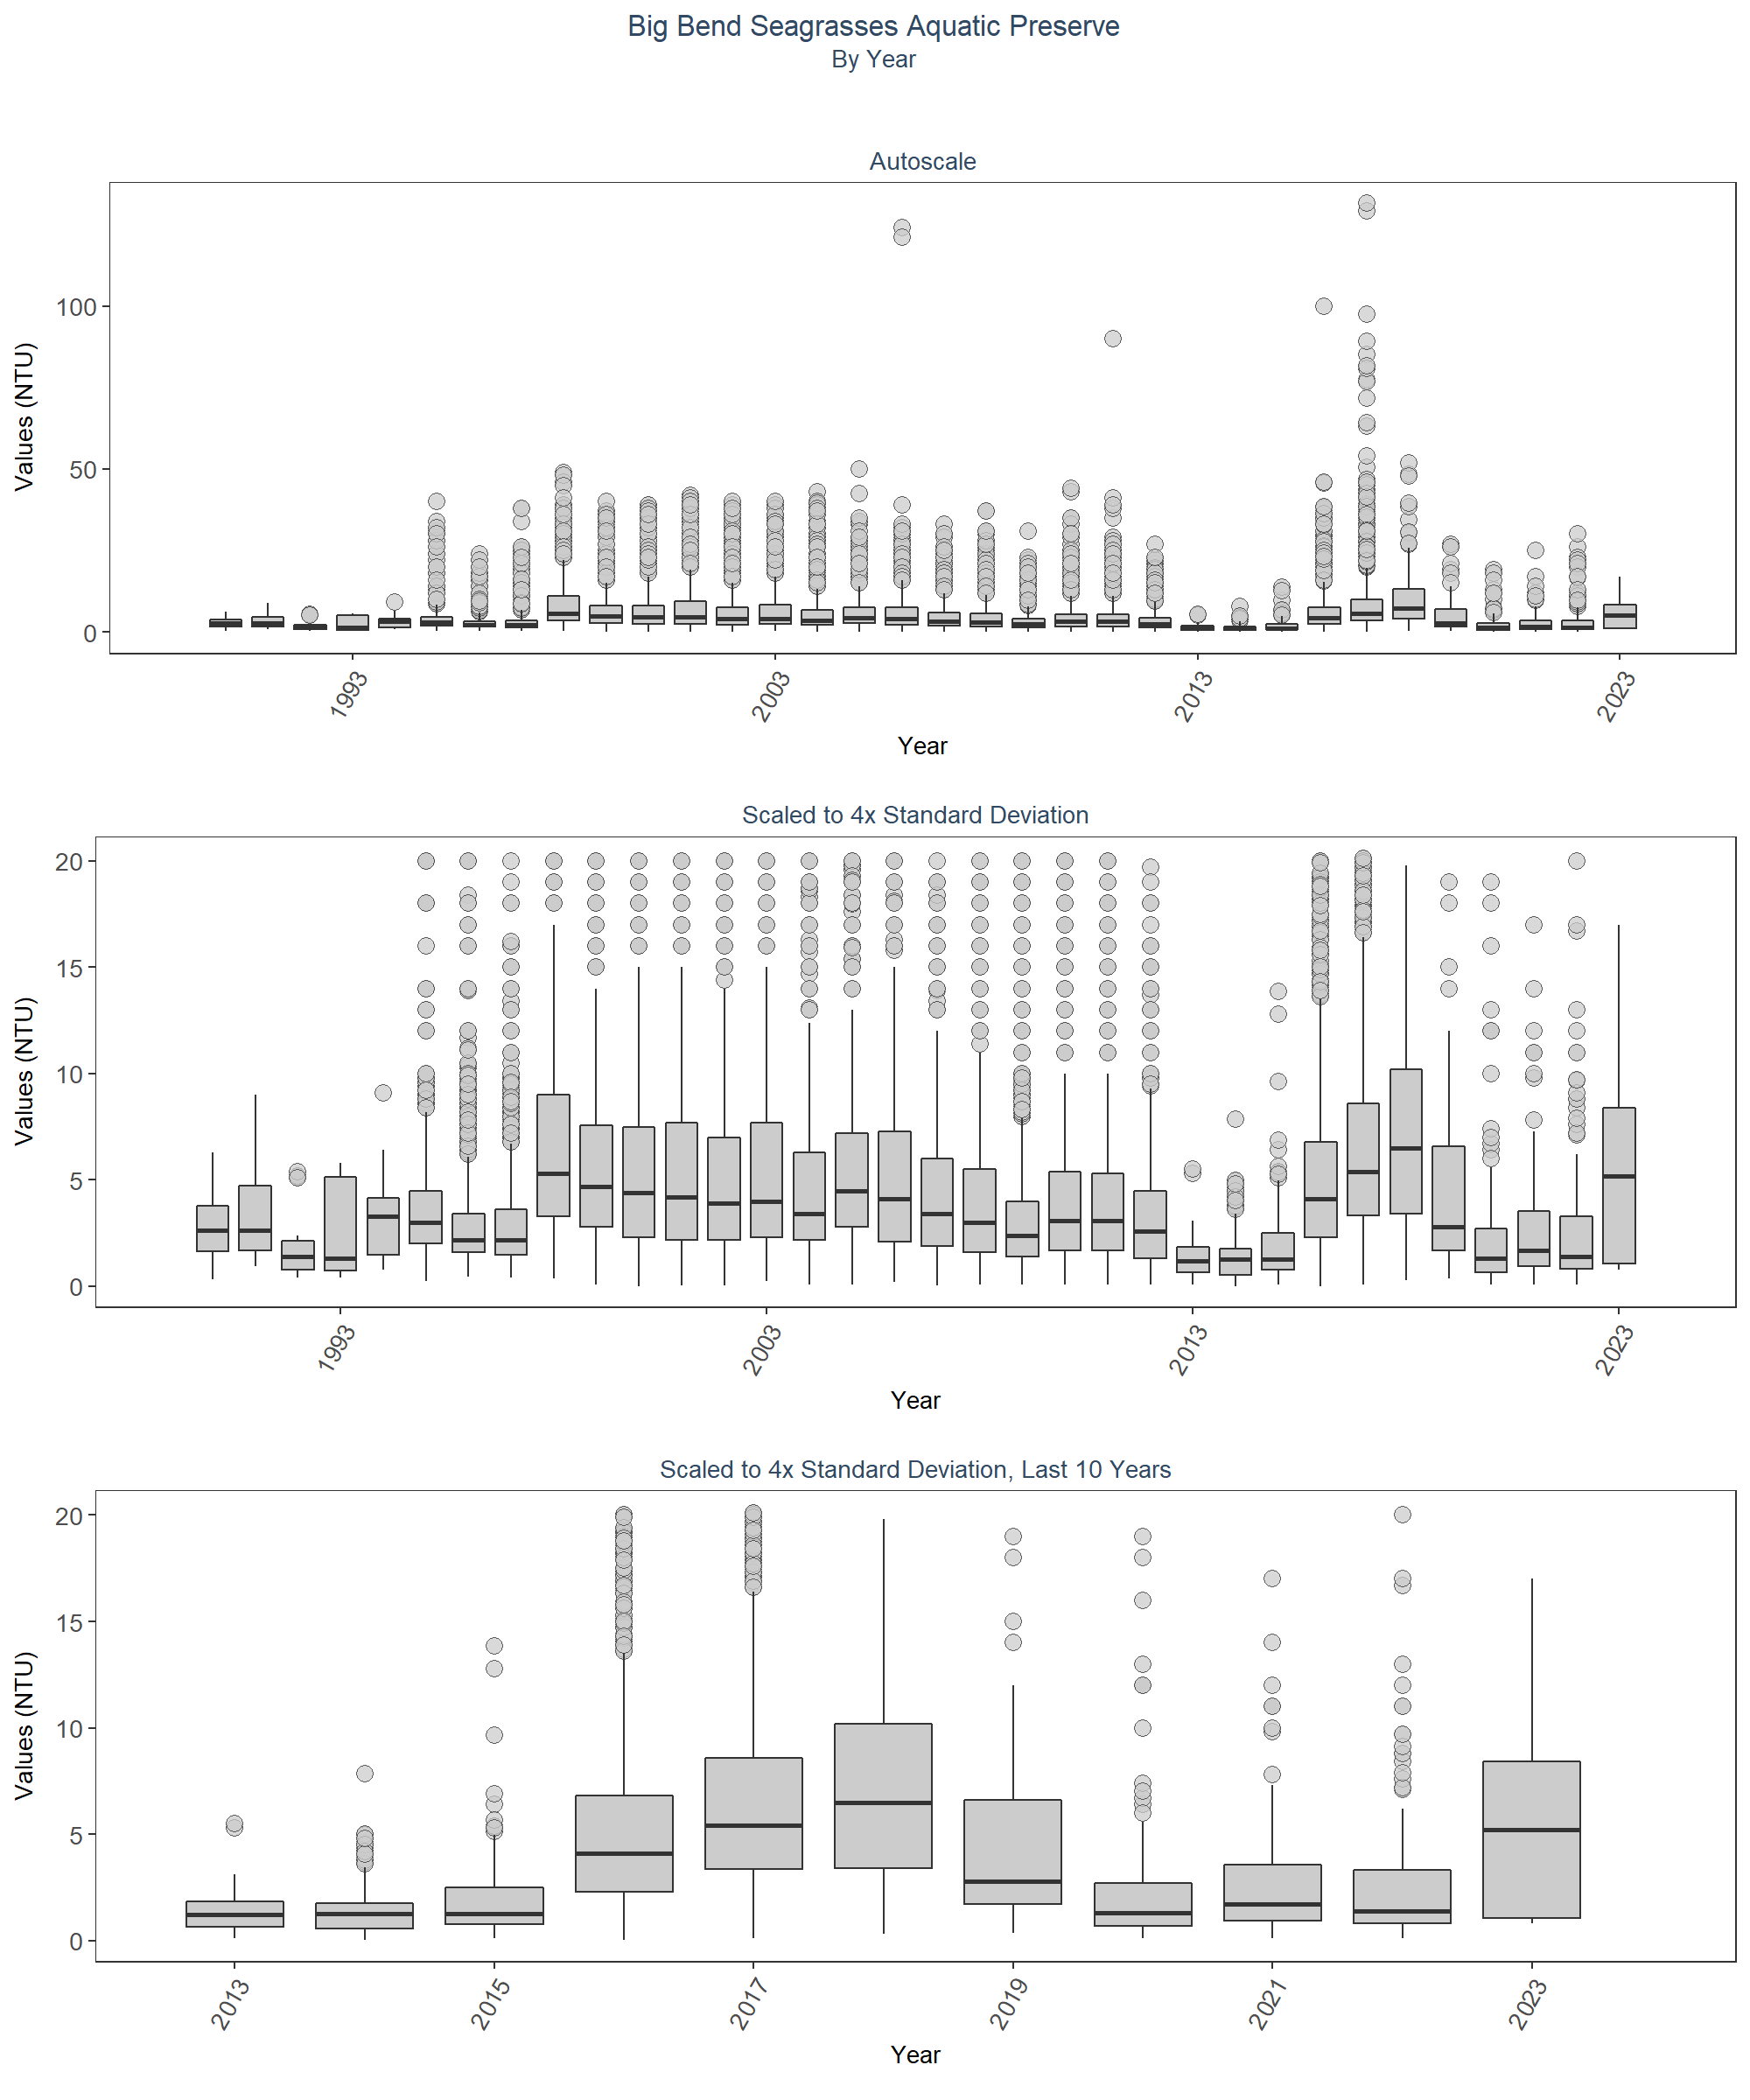 Big Bend Seagrasses Aquatic Preserve
By Year
Autoscale
Values (NTU)
100
50
0
1993
2003
2013
2023
Year
Scaled to 4x Standard Deviation
Values (NTU)
20
15
10
5
0
1993
2003
2013
2023
Year
Scaled to 4x Standard Deviation, Last 10 Years
Values (NTU)
20
15
10
5
0
2013
2015
2017
2019
2021
2023
Year